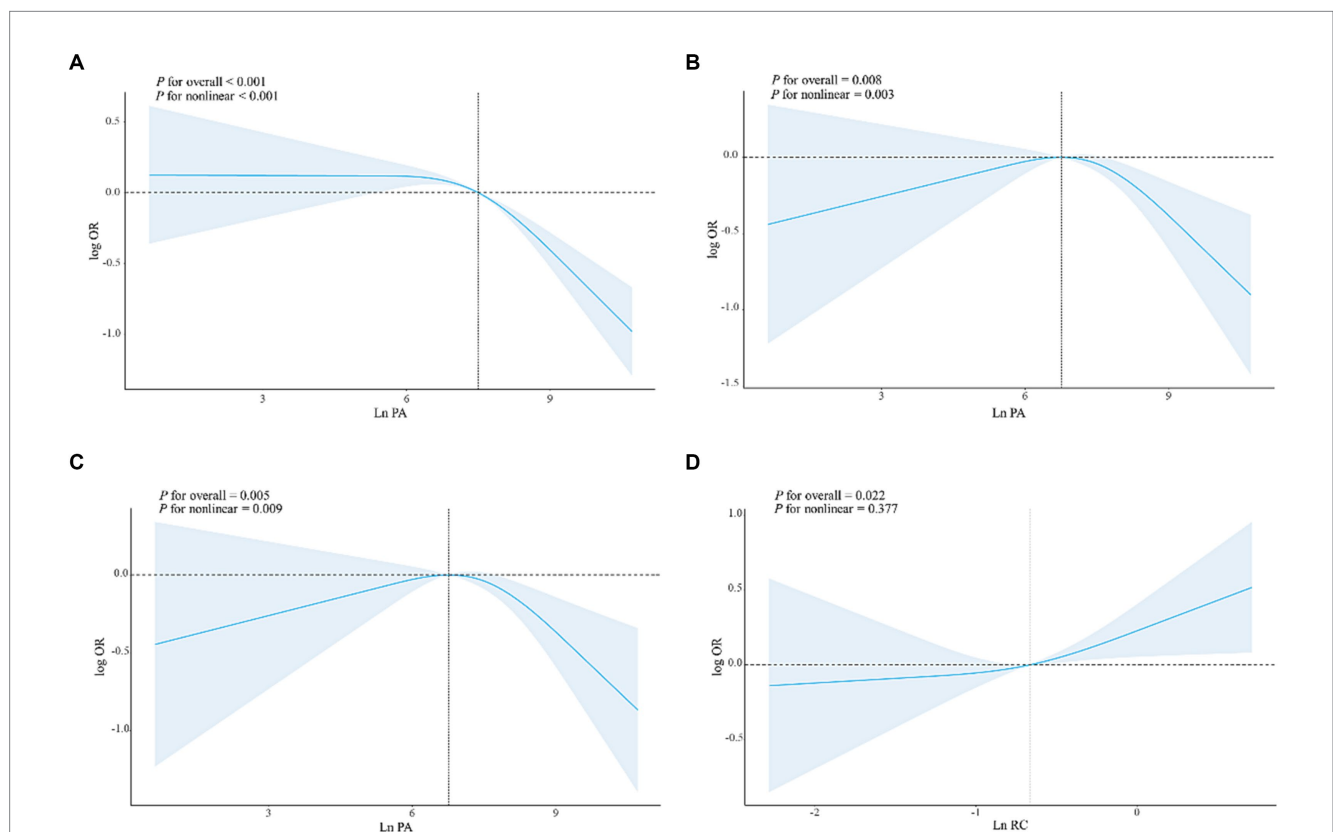 A
P for overall < 0.001
P for nonlinear < 0.001
0.5
0.0
-0.5
-1.0
log OR
3
6
9
Ln PA
B
P for overall = 0.008
P for nonlinear = 0.003
0.0
-0.5
-1.0
-1.5
log OR
3
6
9
Ln PA
C
P for overall = 0.005
P for nonlinear = 0.009
0.0
-0.5
-1.0
log OR
3
6
9
Ln PA
D
P for overall = 0.022
P for nonlinear = 0.377
1.0
0.5
0.0
-0.5
log OR
-2
-1
0
Ln RC